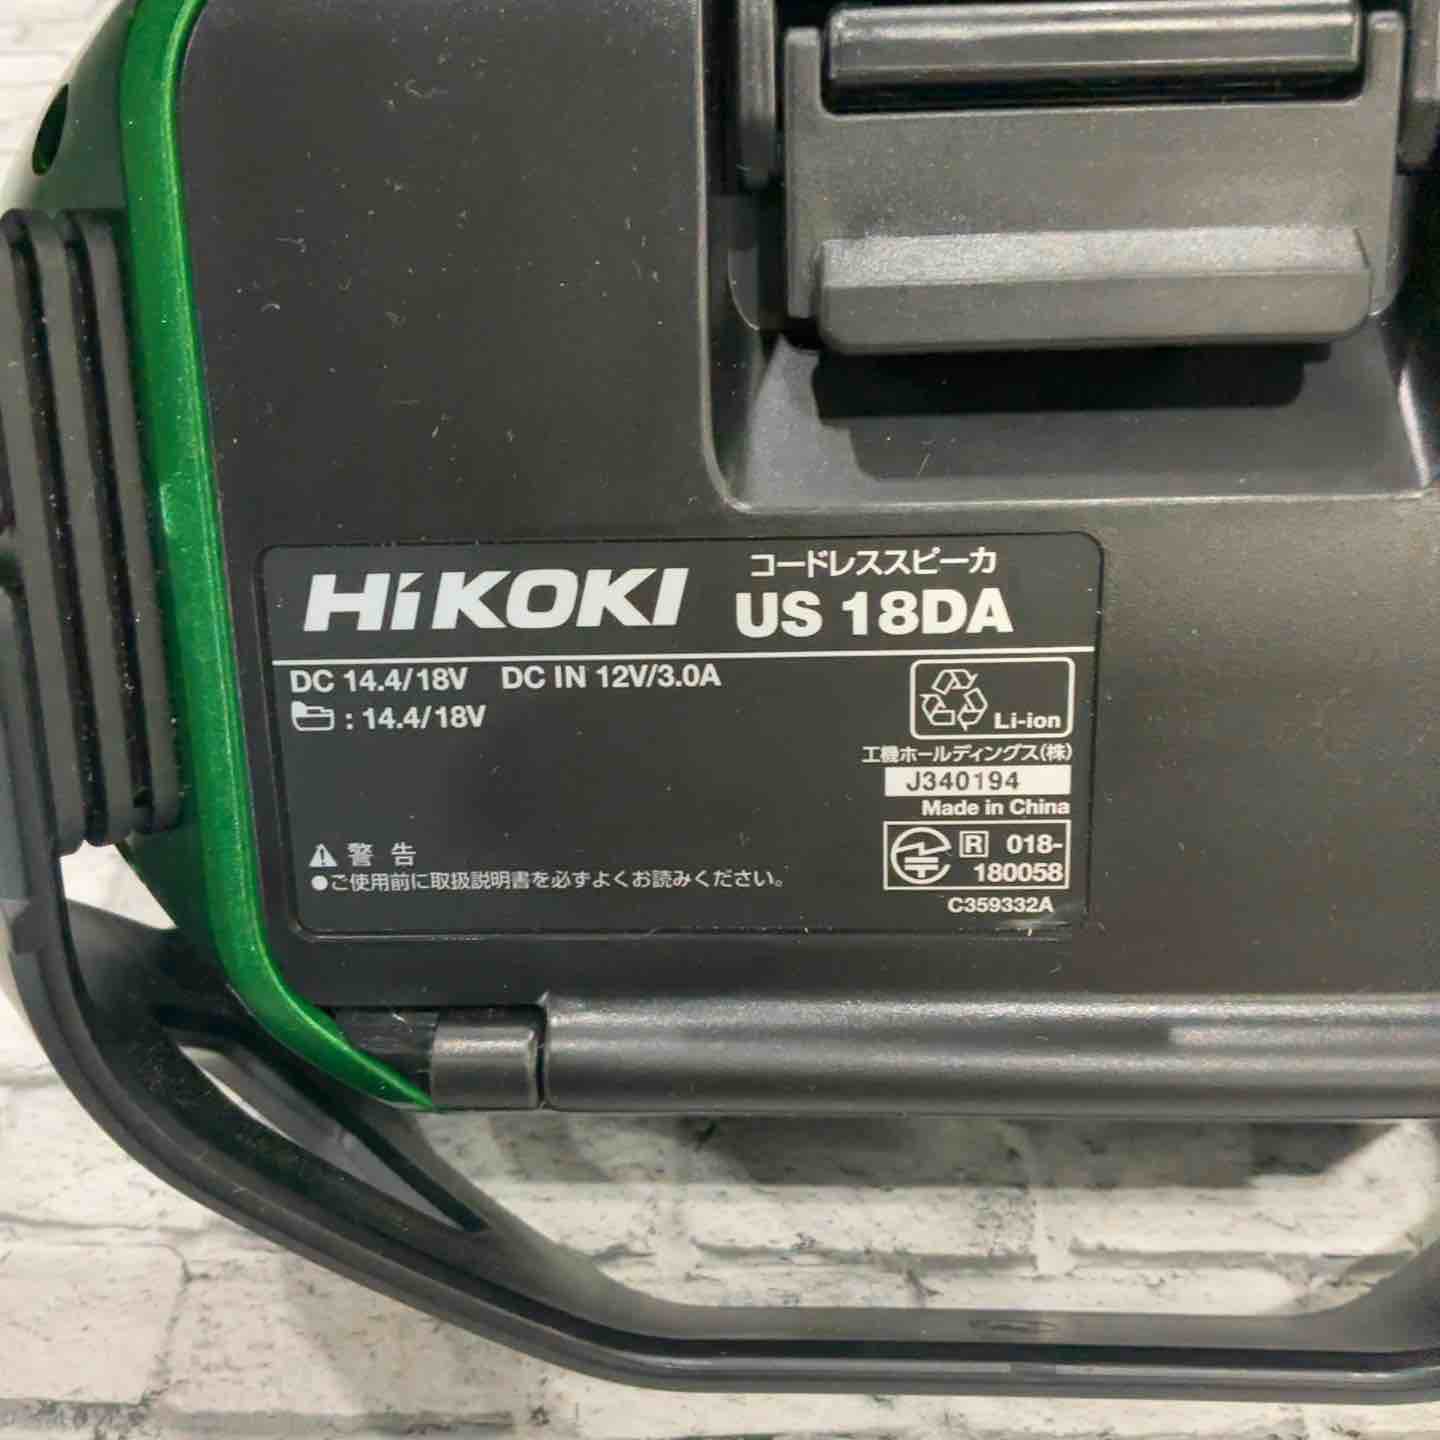 HiKOKI
コードレススピーカ
US 18DA
DC 14.4/18V DC IN 12V/3.0A
: 14.4/18V
Li-ion
工機ホールディングス(株)
J340194
Made in China
R 018-
180058
C359332A
警告
●ご使用前に取扱説明書を必ずよくお読みください。